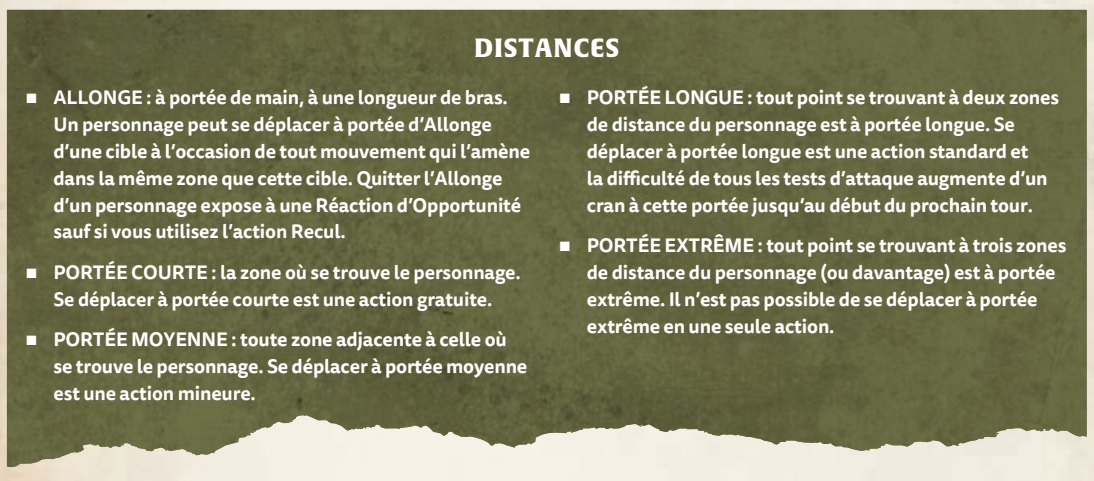 DISTANCES
■ ALLONGE : à portée de main, à une longueur de bras.
Un personnage peut se déplacer à portée d’Allonge
d’une cible à l’occasion de tout mouvement qui l’amène
dans la même zone que cette cible. Quitter l’Allonge
d’un personnage expose à une Réaction d’Opportunité
sauf si vous utilisez l’action Recul.
■ PORTÉE COURTE : la zone où se trouve le personnage.
Se déplacer à portée courte est une action gratuite.
■ PORTÉE MOYENNE : toute zone adjacente à celle où
se trouve le personnage. Se déplacer à portée moyenne
est une action mineure.
■ PORTÉE LONGUE : tout point se trouvant à deux zones
de distance du personnage est à portée longue. Se
déplacer à portée longue est une action standard et
la difficulté de tous les tests d’attaque augmente d’un
cran à cette portée jusqu’au début du prochain tour.
■ PORTÉE EXTRÊME : tout point se trouvant à trois zones
de distance du personnage (ou davantage) est à portée
extrême. Il n’est pas possible de se déplacer à portée
extrême en une seule action.